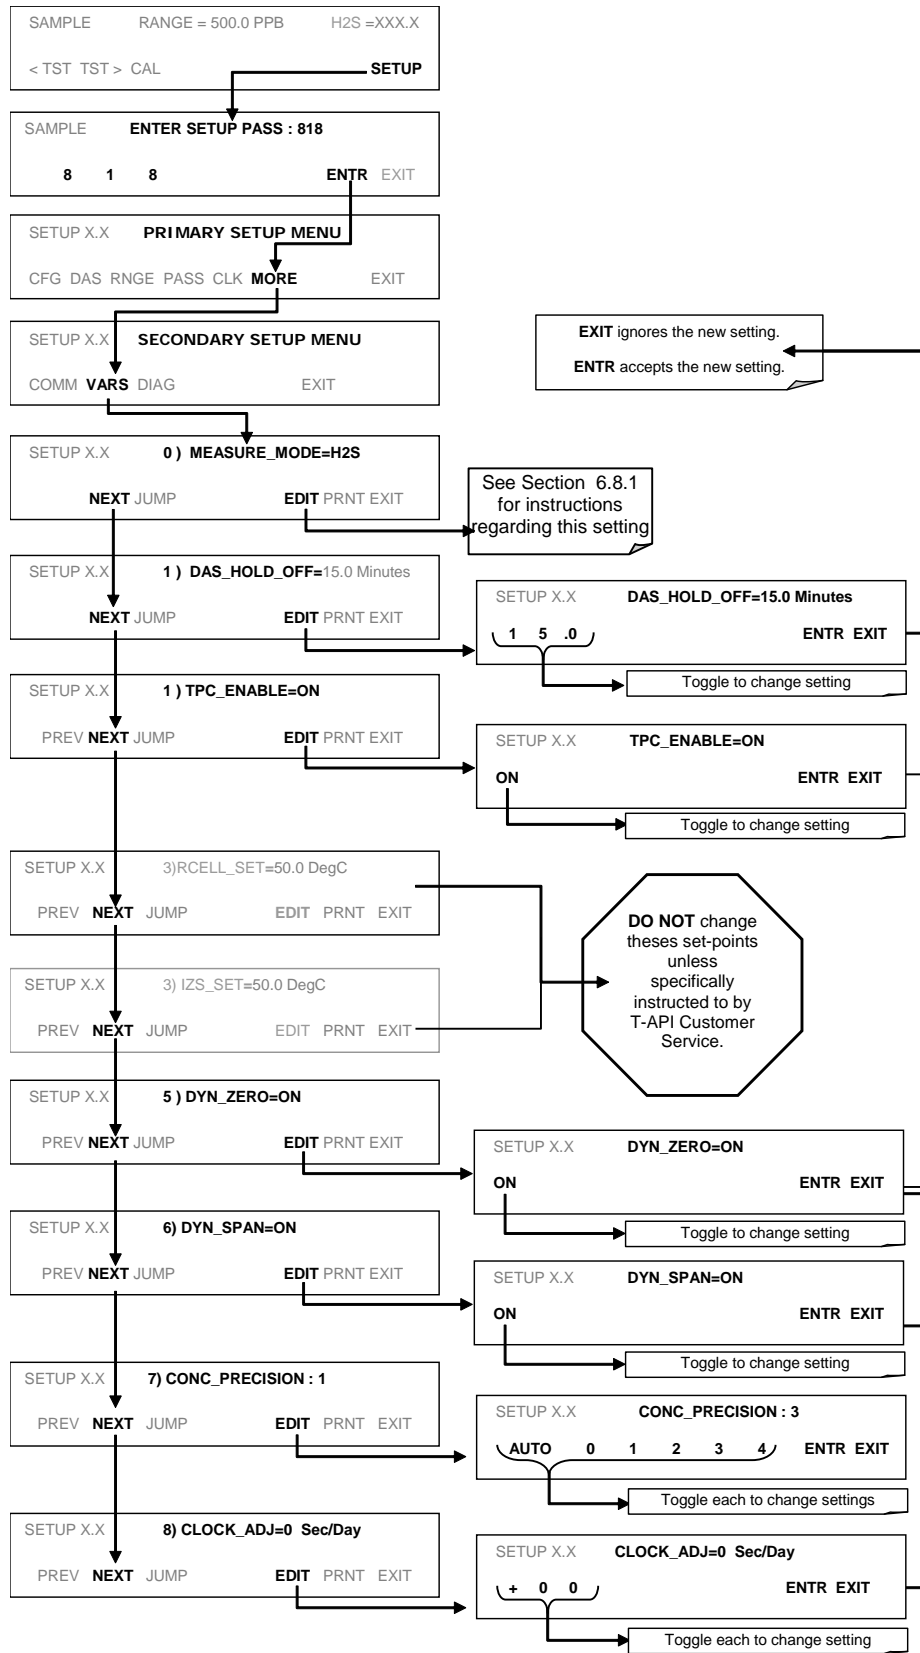 SAMPLE RANGE = 500.0 PPB H2S =XXX.X
< TST TST > CAL SETUP
SAMPLE ENTER SETUP PASS : 818
8 1 8 ENTR EXIT
SETUP X.X PRIMARY SETUP MENU
CFG DAS RNGE PASS CLK MORE EXIT
SETUP X.X SECONDARY SETUP MENU
COMM VARS DIAG EXIT
EXIT ignores the new setting.
ENTR accepts the new setting.
SETUP X.X 0 ) MEASURE_MODE=H2S
NEXT JUMP EDIT PRNT EXIT
See Section 6.8.1
for instructions
regarding this setting
SETUP X.X 1 ) DAS_HOLD_OFF=15.0 Minutes
NEXT JUMP EDIT PRNT EXIT
SETUP X.X DAS_HOLD_OFF=15.0 Minutes
1 5 .0 ENTR EXIT
Toggle to change setting
SETUP X.X 1 ) TPC_ENABLE=ON
PREV NEXT JUMP EDIT PRNT EXIT
SETUP X.X TPC_ENABLE=ON
ON ENTR EXIT
Toggle to change setting
SETUP X.X 3)RCELL_SET=50.0 DegC
PREV NEXT JUMP EDIT PRNT EXIT
SETUP X.X 3) IZS_SET=50.0 DegC
PREV NEXT JUMP EDIT PRNT EXIT
DO NOT change
theses set-points
unless
specifically
instructed to by
T-API Customer
Service.
SETUP X.X 5 ) DYN_ZERO=ON
PREV NEXT JUMP EDIT PRNT EXIT
SETUP X.X DYN_ZERO=ON
ON ENTR EXIT
Toggle to change setting
SETUP X.X 6) DYN_SPAN=ON
PREV NEXT JUMP EDIT PRNT EXIT
SETUP X.X DYN_SPAN=ON
ON ENTR EXIT
Toggle to change setting
SETUP X.X 7) CONC_PRECISION : 1
PREV NEXT JUMP EDIT PRNT EXIT
SETUP X.X CONC_PRECISION : 3
AUTO 0 1 2 3 4 ENTR EXIT
Toggle each to change settings
SETUP X.X 8) CLOCK_ADJ=0 Sec/Day
PREV NEXT JUMP EDIT PRNT EXIT
SETUP X.X CLOCK_ADJ=0 Sec/Day
+ 0 0 ENTR EXIT
Toggle each to change setting